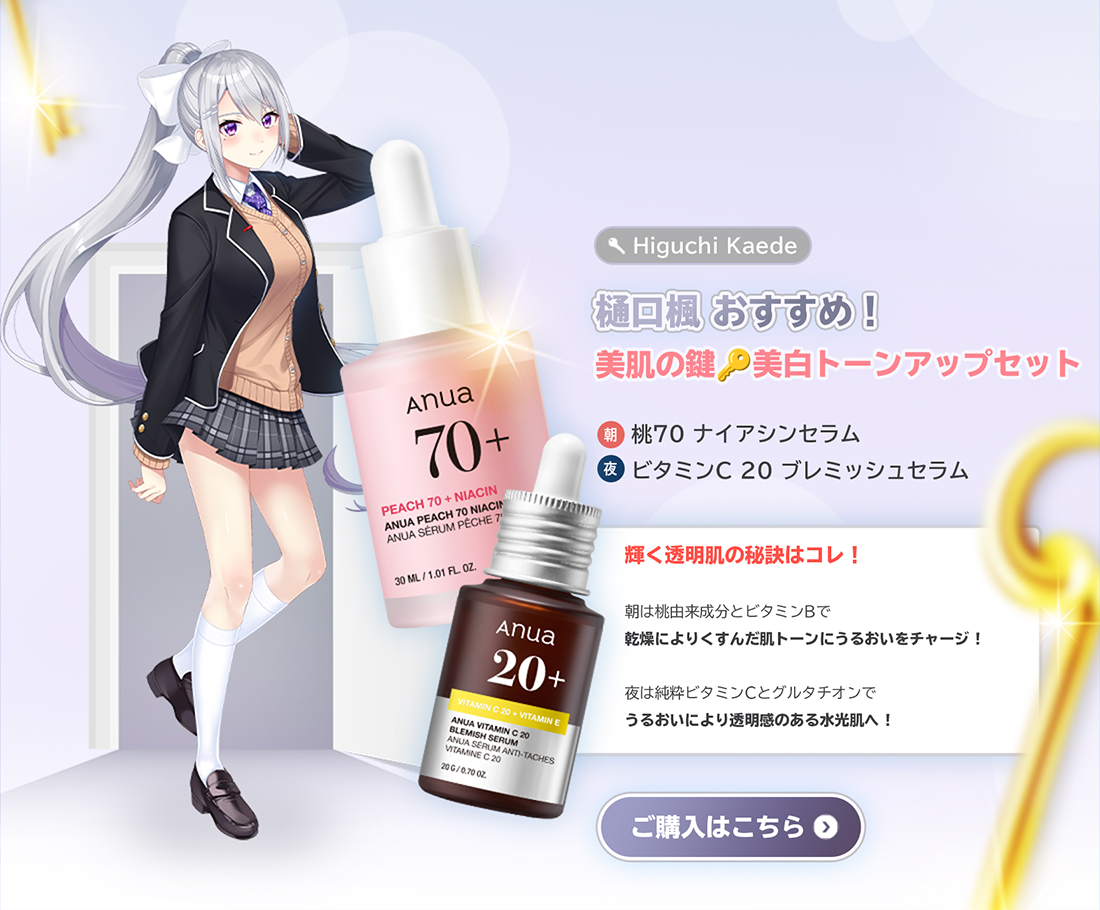 Higuchi Kaede
樋口楓 おすすめ！
美肌の鍵🔑美白トーンアップセット
朝 桃70 ナイアシンセラム
夜 ビタミンC 20 ブレミッシュセラム
輝く透明肌の秘訣はコレ！
朝は桃由来成分とビタミンBで
乾燥によりくすんだ肌トーンにうるおいをチャージ！
夜は純粋ビタミンCとグルタチオンで
うるおいにより透明感のある水光肌へ！
ご購入はこちら
Anua
70+
PEACH 70 + NIACIN
ANUA PEACH 70 NIACIN
ANUA SÉRUM PÊCHE 7
30 ML / 1.01 FL. OZ.
Anua
20+
VITAMIN C 20 + VITAMIN E
ANUA VITAMIN C 20
BLEMISH SERUM
ANUA SÉRUM ANTI-TACHES
VITAMINE C 20
20 G / 0.70 OZ.